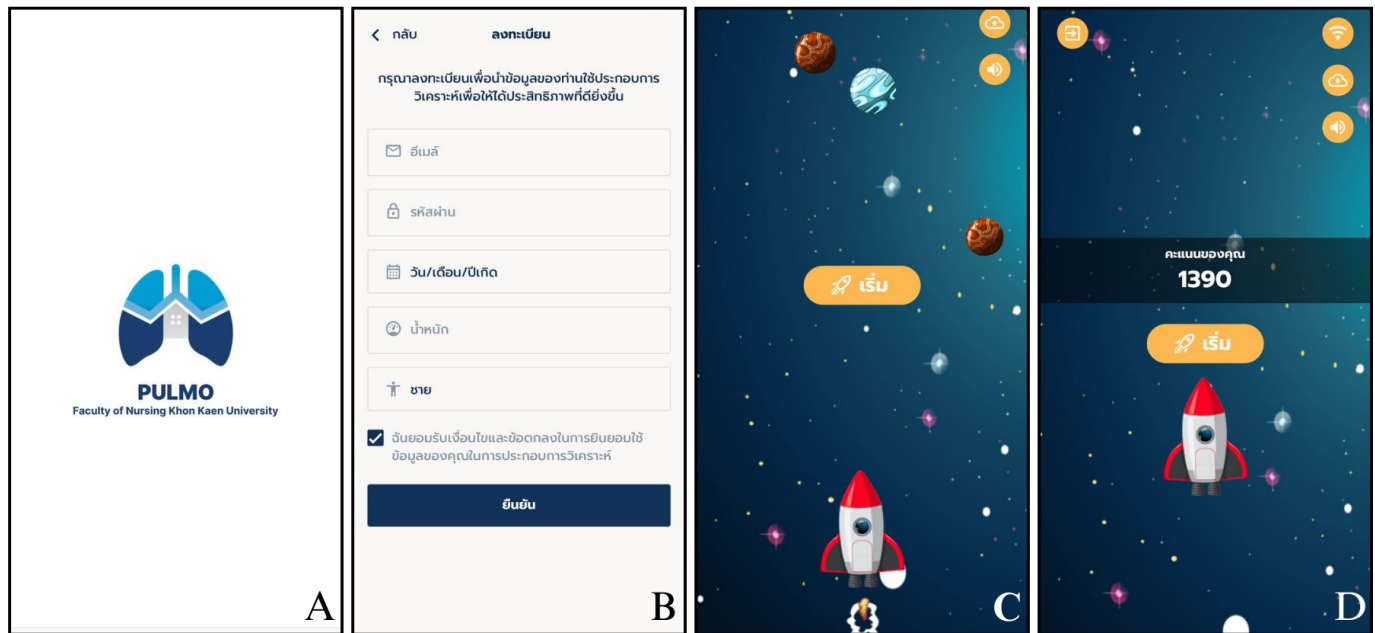 PULMO
Faculty of Nursing Khon Kaen University
A
กลับ
ลงทะเบียน
กรุณาลงทะเบียนเพื่อนำข้อมูลของท่านใช้ประกอบการ
วิเคราะห์เพื่อให้ได้ประสิทธิภาพที่ดียิ่งขึ้น
อีเมล์
รหัสผ่าน
วัน/เดือน/ปีเกิด
น้ำหนัก
ชาย
ฉันยอมรับเงื่อนไขและข้อตกลงในการยินยอมใช้
ข้อมูลของคุณในการประกอบการวิเคราะห์
ยืนยัน
B
เริ่ม
C
คะแนนของคุณ
1390
เริ่ม
D